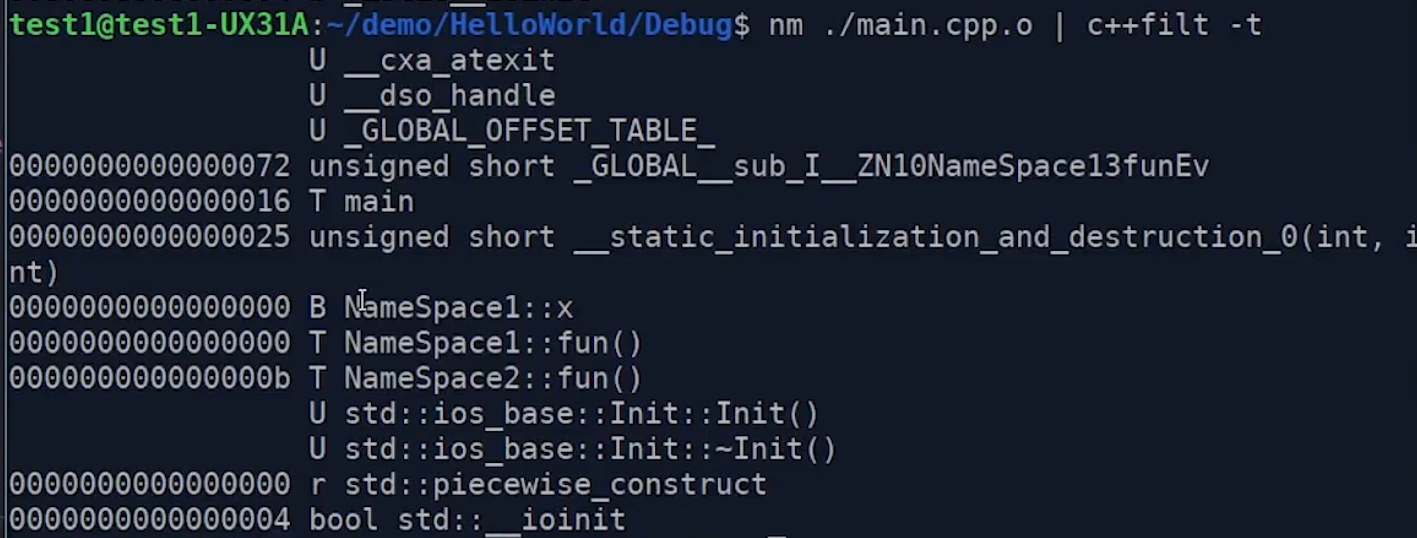 test1@test1-UX31A:~/demo/HelloWorld/Debug$ nm ./main.cpp.o | c++filt -t
U __cxa_atexit
U __dso_handle
U _GLOBAL_OFFSET_TABLE_
0000000000000072 unsigned short _GLOBAL__sub_I__ZN10NameSpace13funEv
0000000000000016 T main
0000000000000025 unsigned short __static_initialization_and_destruction_0(int, i
nt)
0000000000000000 B NameSpace1::x
0000000000000000 T NameSpace1::fun()
000000000000000b T NameSpace2::fun()
U std::ios_base::Init::Init()
U std::ios_base::Init::~Init()
0000000000000000 r std::piecewise_construct
0000000000000004 bool std::__ioinit